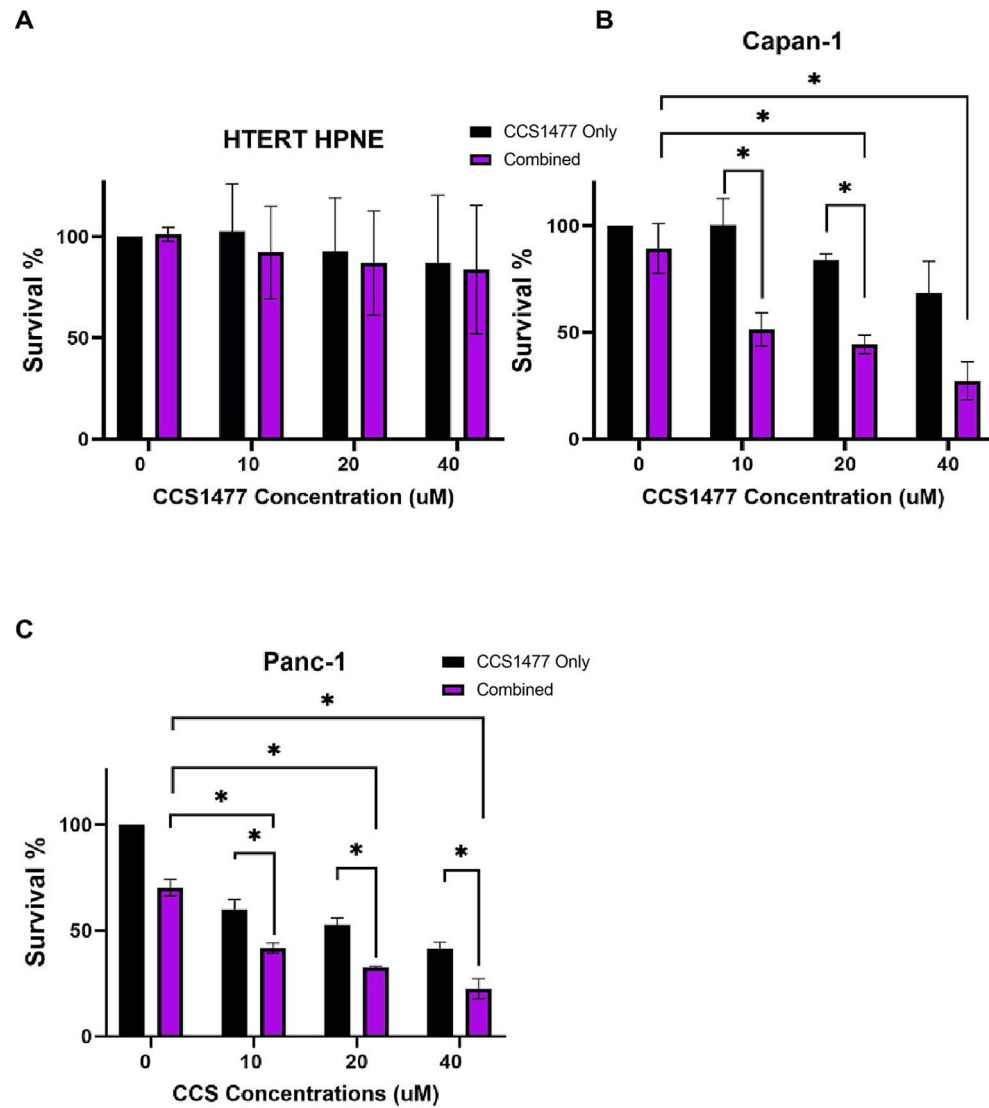 A
HTERT HPNE
CCS1477 Only
Combined
Survival %
100
50
0
0 10 20 40
CCS1477 Concentration (uM)
B
Capan-1
*
*
*
*
Survival %
100
50
0
0 10 20 40
CCS1477 Concentration (uM)
C
Panc-1
CCS1477 Only
Combined
*
*
*
*
*
*
Survival %
100
50
0
0 10 20 40
CCS Concentrations (uM)